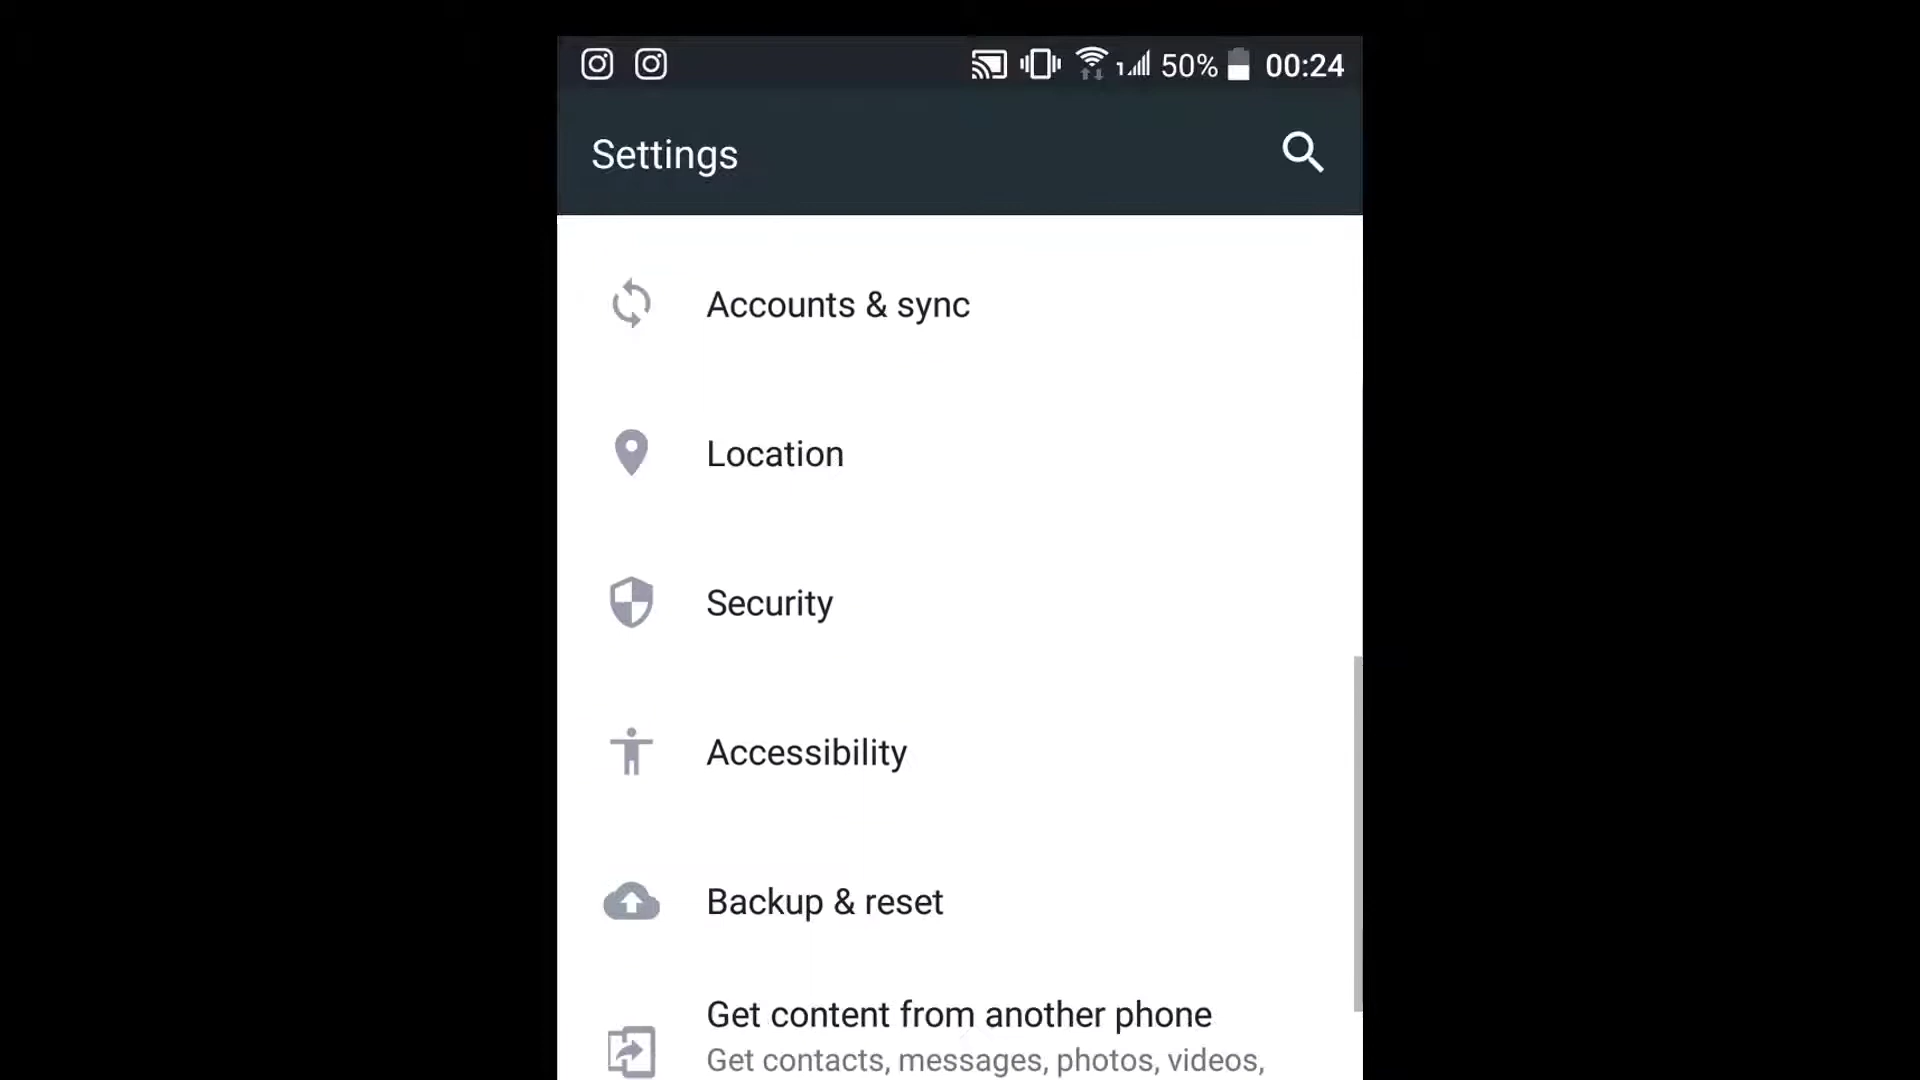 50% 00:24
Settings
Accounts & sync
Location
Security
Accessibility
Backup & reset
Get content from another phone
Get contacts, messages, photos, videos,